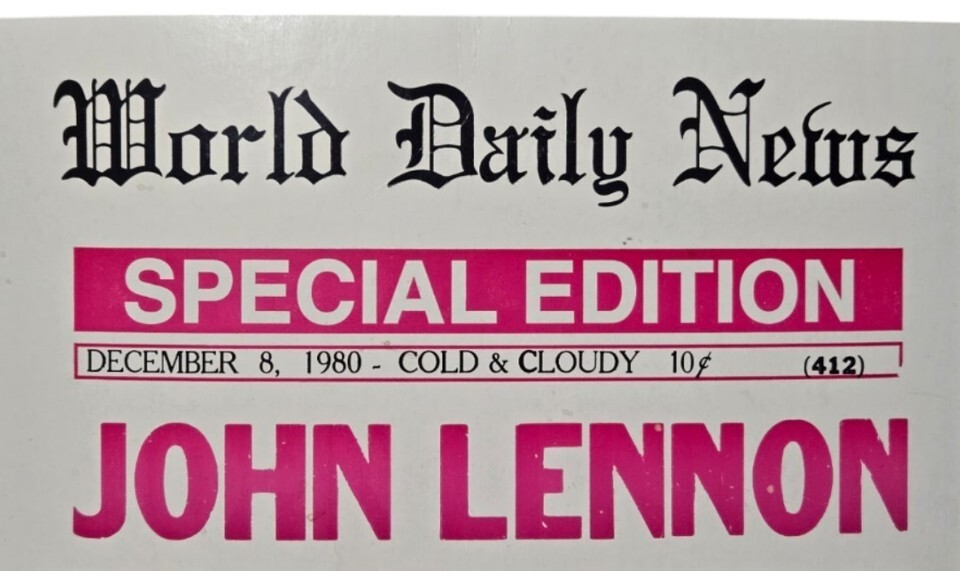 World Daily News
SPECIAL EDITION
DECEMBER 8, 1980 - COLD & CLOUDY 10¢ (412)
JOHN LENNON